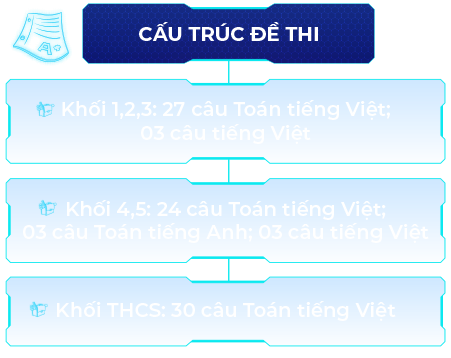 A+
CẤU TRÚC ĐỀ THI
Khối 1,2,3: 27 câu Toán tiếng Việt;
03 câu tiếng Việt
Khối 4,5: 24 câu Toán tiếng Việt;
03 câu Toán tiếng Anh; 03 câu tiếng Việt
Khối THCS: 30 câu Toán tiếng Việt